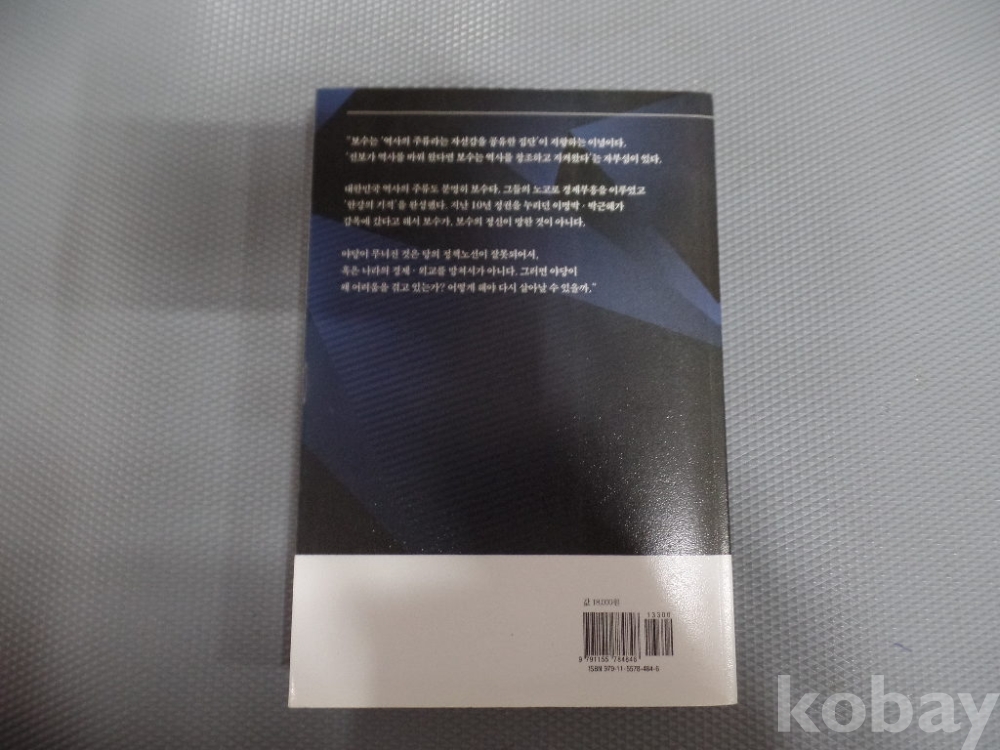 "보수는 '역사의 주류라는 자신감을 공유한 집단'이 지향하는 이념이다.
'진보가 역사를 바꿔 왔다면 보수는 역사를 창조하고 지켜왔다'는 자부심이 있다.
대한민국 역사의 주류도 분명히 보수다. 그들의 노고로 경제부흥을 이루었고
'한강의 기적'을 완성했다. 지난 10년 정권을 누리던 이명박·박근혜가
감옥에 갔다고 해서 보수가, 보수의 정신이 망한 것이 아니다.
야당이 무너진 것은 당의 정책노선이 잘못되어서,
혹은 나라의 경제·외교를 망쳐서가 아니다. 그러면 야당이
왜 어려움을 겪고 있는가? 어떻게 해야 다시 살아날 수 있을까."
값 14,000원
13300
9 791155 784846
ISBN 979-11-5578-484-6
kobay